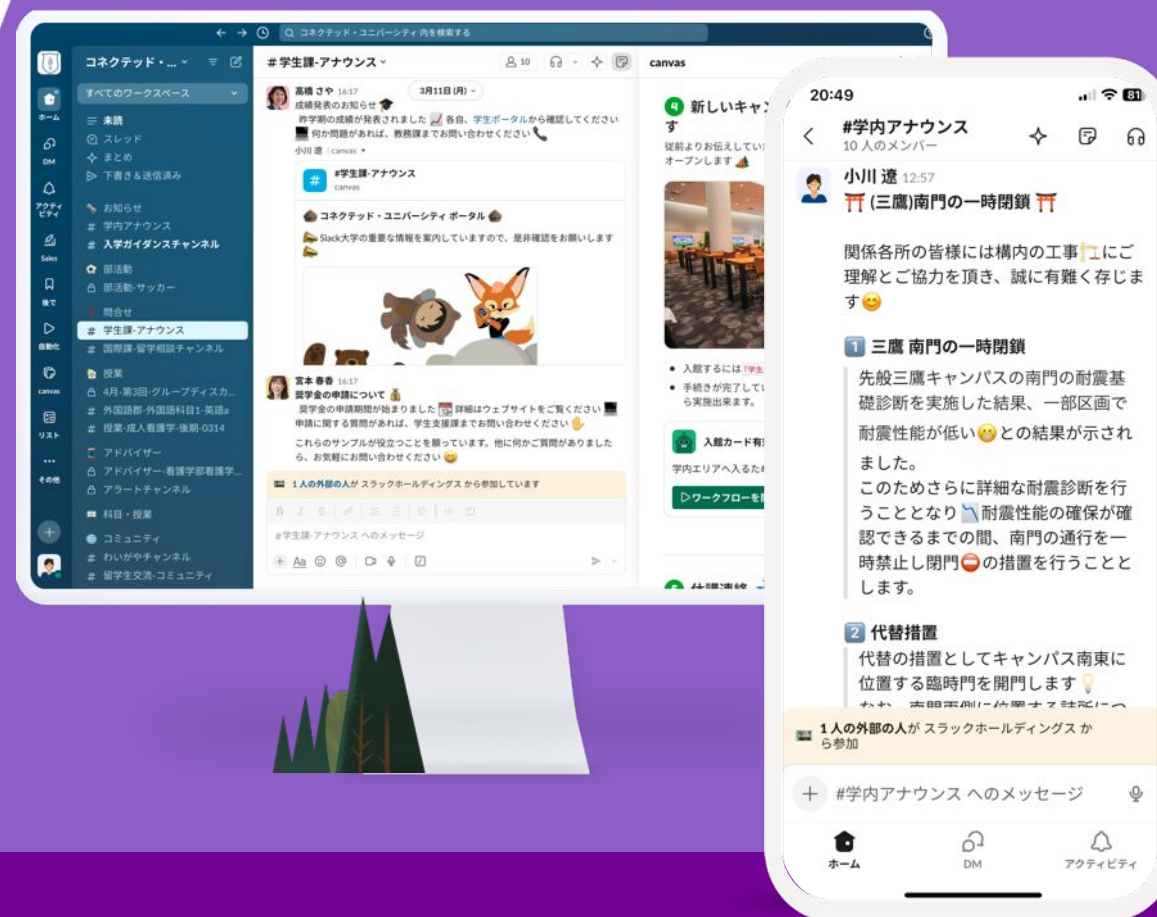 コネクテッド・ユニバーシティ 内を検索する
コネクテッド・...
すべてのワークスペース
未読
スレッド
まとめ
下書き&送信済み
お知らせ
# 学内アナウンス
# 入学ガイダンスチャンネル
部活動
部活動-サッカー
問合せ
# 学生課-アナウンス
# 国際課-留学相談チャンネル
授業
4月-第3回-グループディスカ...
# 外国語郡-外国語科目1-英語a
# 授業-成人看護学-後期-0314
アドバイザー
アドバイザー-看護学部看護学...
アラートチャンネル
科目・授業
コミュニティ
# わいがやチャンネル
# 留学生交流-コミュニティ
ホーム
DM
アクティ
ビティ
Sales
後で
自動化
canvas
リスト
その他
# 学生課-アナウンス
10
3月11日 (月)
高橋 さや 16:17
成績発表のお知らせ🎓
昨学期の成績が発表されました 📈 各自、学生ポータルから確認してください
💻 何か問題があれば、教務課までお問い合わせください 📞
小川 遼 : canvas
#学生課-アナウンス
canvas
コネクテッド・ユニバーシティ ポータル
Slack大学の重要な情報を案内していますので、是非確認をお願いします
宮本 春香 16:17
奨学金の申請について 💰
奨学金の申請期間が始まりました 📅 詳細はウェブサイトをご覧ください 💻
申請に関する質問があれば、学生支援課までお問い合わせください
これらのサンプルが役立つことを願っています。他に何かご質問がありました
ら、お気軽にお問い合わせください 😄
1人の外部の人が スラックホールディングス から参加しています
#学生課-アナウンス へのメッセージ
Aa
canvas
4 新しいキャン
す
従前よりお伝えしてい
オープンします
入館するには「学生
手続きが完了してい
ら実施出来ます。
入館カード有
学内エリアへ入るため
ワークフローを開
20:49
81
#学内アナウンス
10 人のメンバー
小川 遼 12:57
⛩ (三鷹)南門の一時閉鎖 ⛩
関係各所の皆様には構内の工事🏗にご
理解とご協力を頂き、誠に有難く存じま
す😊
1 三鷹 南門の一時閉鎖
先般三鷹キャンパスの南門の耐震基
礎診断を実施した結果、一部区画で
耐震性能が低い😬との結果が示され
ました。
このためさらに詳細な耐震診断を行
うこととなり📉耐震性能の確保が確
認できるまでの間、南門の通行を一
時禁止し閉門⛔の措置を行うことと
します。
2 代替措置
代替の措置としてキャンパス南東に
位置する臨時門を開門します💡
1 人の外部の人が スラックホールディングス か
ら参加
#学内アナウンス へのメッセージ
ホーム
DM
アクティビティ